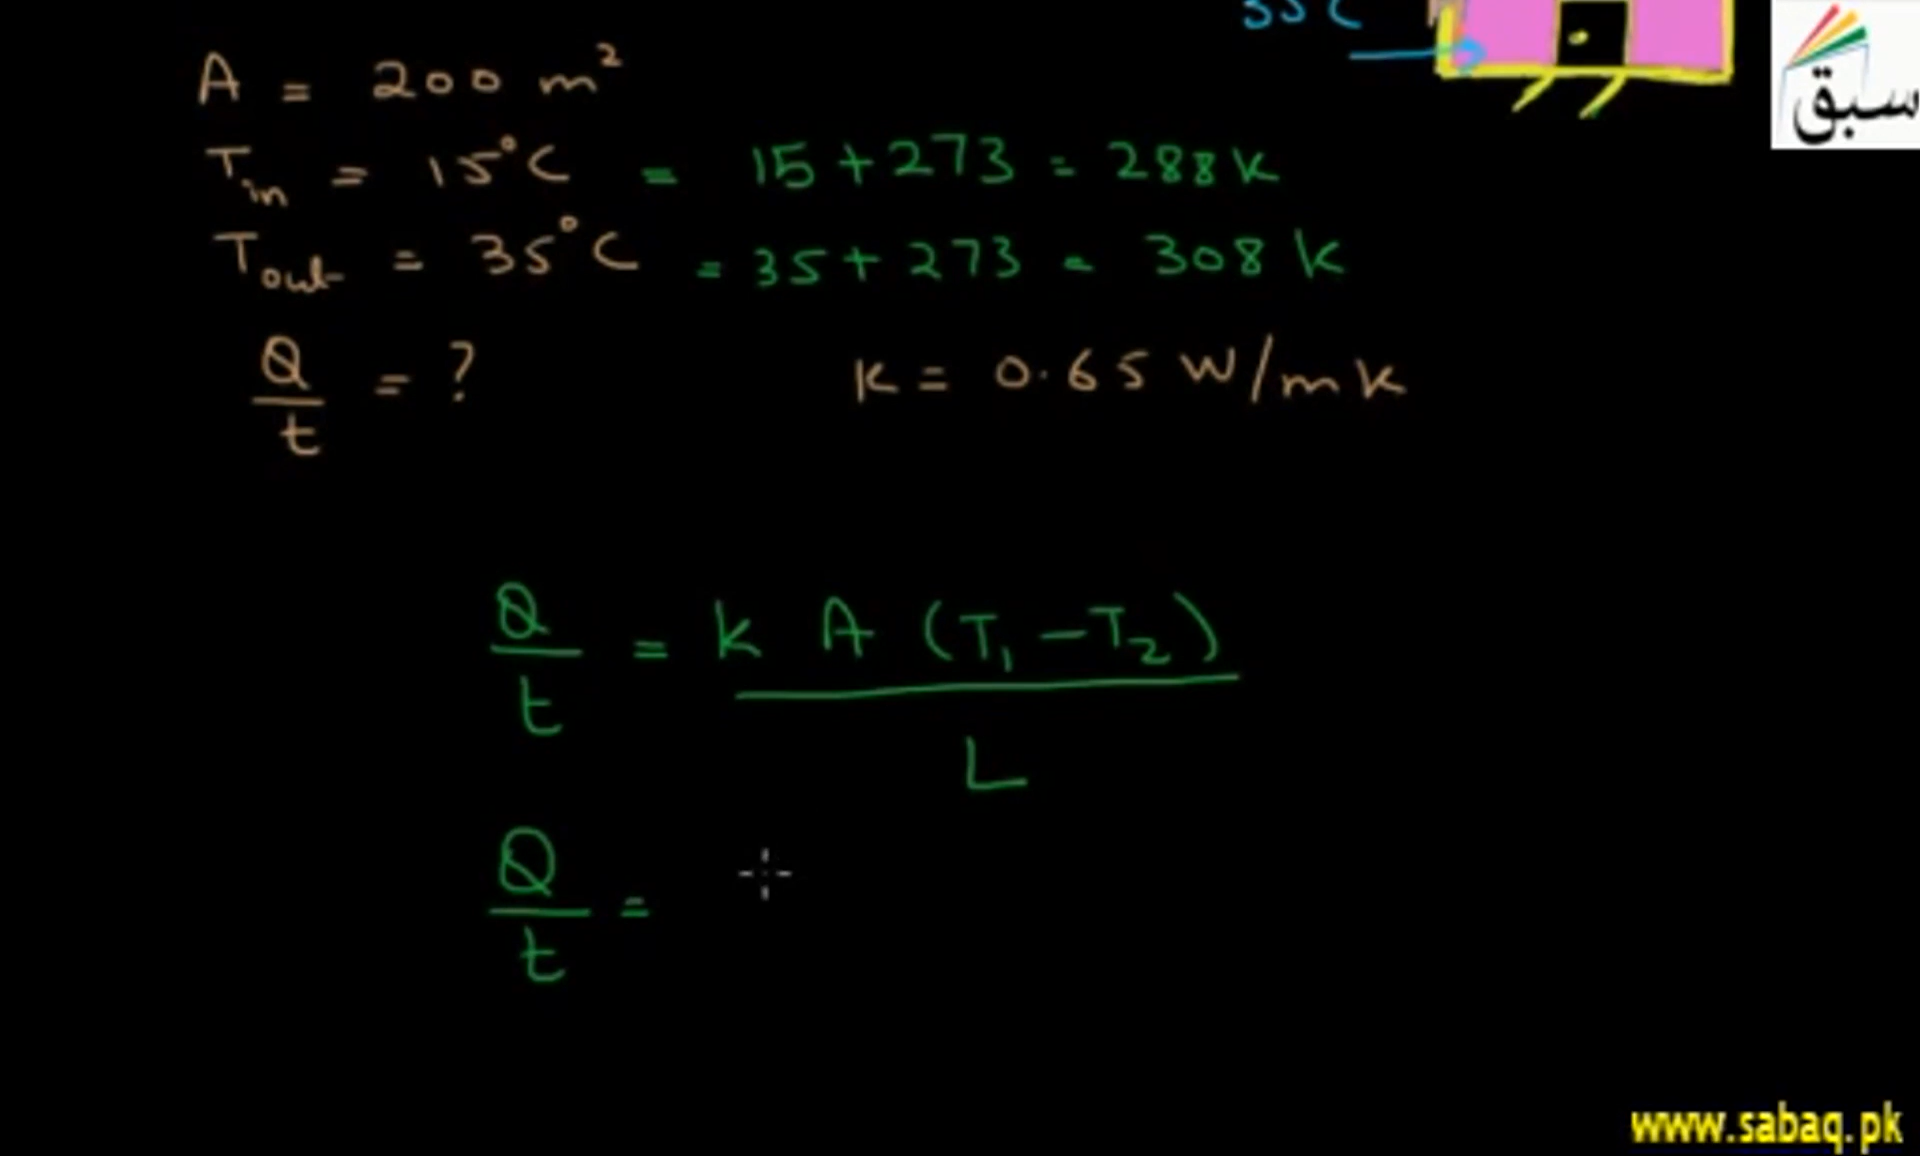 35 C
سبق
A = 200 m²
T_in = 15°C = 15 + 273 = 288 K
T_out = 35°C = 35 + 273 = 308 K
Q/t = ? K = 0.65 W/mK
Q/t = k A (T₁ - T₂) / L
Q/t =
www.sabaq.pk